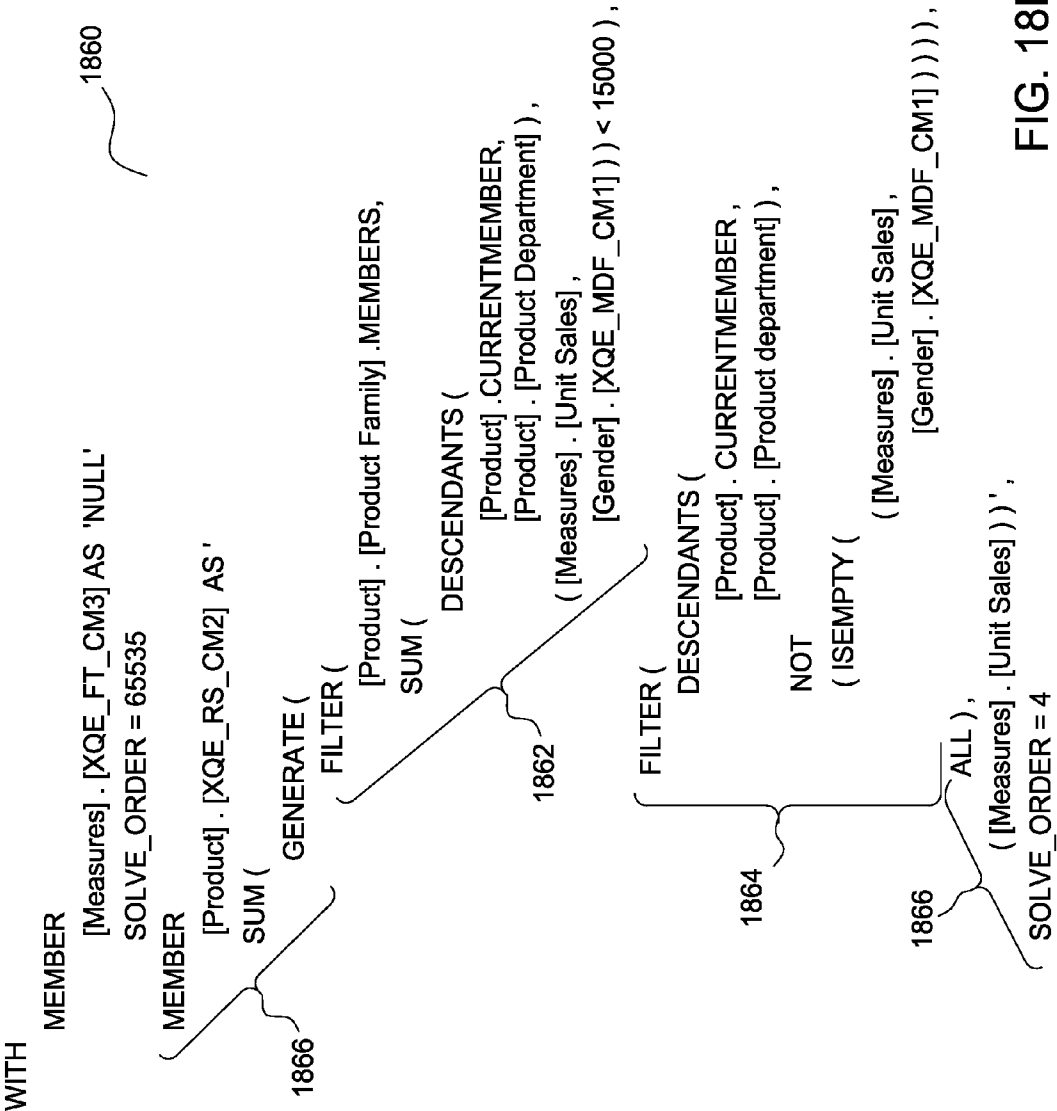 WITH
MEMBER
[Measures] . [XQE_FT_CM3] AS 'NULL'
SOLVE_ORDER = 65535
MEMBER
[Product] . [XQE_RS_CM2] AS '
SUM (
GENERATE (
FILTER (
[Product] . [Product Family] .MEMBERS,
SUM (
DESCENDANTS (
[Product] .CURRENTMEMBER,
[Product] . [Product Department] ) ,
( [Measures] . [Unit Sales] ,
[Gender] . [XQE_MDF_CM1] ) ) ) < 15000 ) ,
FILTER (
DESCENDANTS (
[Product] . CURRENTMEMBER ,
[Product] . [Product department] ) ,
NOT
( ISEMPTY (
( [Measures] . [Unit Sales] ,
[Gender] . [XQE_MDF_CM1] ) ) ) ) ,
ALL ) ,
( [Measures] . [Unit Sales] ) ) ' ,
SOLVE_ORDER = 4
1860
1866
1862
1864
1866
FIG. 18